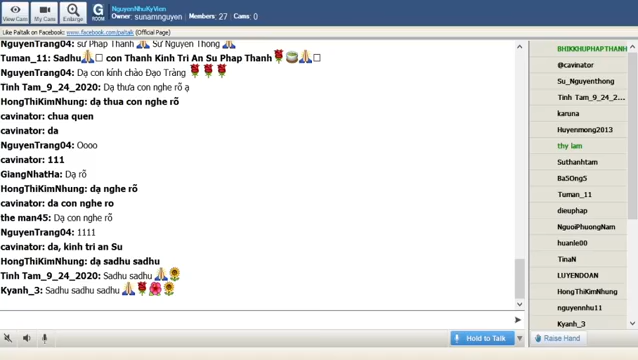 View Cam
My Cam
Enlarge
G
ROOM
NguyenNhuKyVien
Owner: sunamnguyen , Members: 27 , Cams: 0
Like Paltalk on Facebook: www.facebook.com/paltalk (Official Page)
NguyenTrang04: sư Pháp Thành Sư Nguyên Thông
Tuman_11: Sadhu con Thanh Kinh Tri An Su Phap Thanh
NguyenTrang04: Dạ con kính chào Đạo Tràng
Tinh Tam_9_24_2020: Dạ thưa con nghe rõ ạ
HongThiKimNhung: dạ thua con nghe rõ
cavinator: chua quen
cavinator: da
NguyenTrang04: Oooo
cavinator: 111
GiangNhatHa: Dạ rõ
HongThiKimNhung: dạ nghe rõ
cavinator: da con nghe ro
the man45: Dạ con nghe rõ
NguyenTrang04: 1111
cavinator: da, kinh tri an Su
HongThiKimNhung: dạ sadhu sadhu
Tinh Tam_9_24_2020: Sadhu sadhu
Kyanh_3: Sadhu sadhu sadhu
BHIKKHUPHAPTHANH
@cavinator
Su_Nguyenthong
Tinh Tam_9_24_2...
karuna
Huyenmong2013
thy lam
Suthanhtam
Ba5Ong5
Tuman_11
dieuphap
NguoiPhuongNam
huanle00
TinaN
LUYENDOAN
HongThiKimNhung
nguyennhu11
Kyanh_3
Hold to Talk
Raise Hand